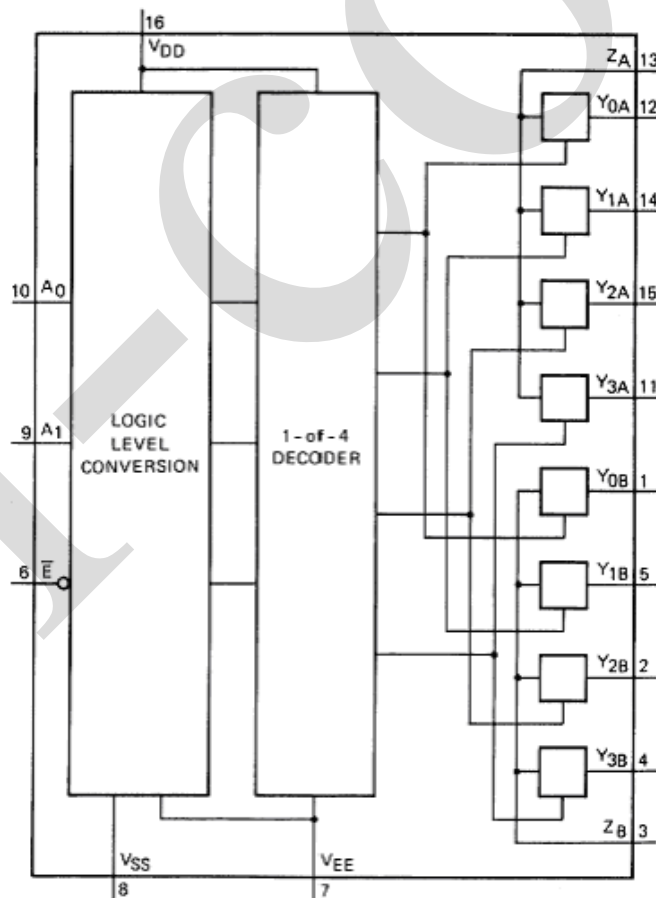 16
VDD
ZA 13
Y0A 12
Y1A 14
10 A0
Y2A 15
Y3A 11
9 A1
LOGIC
LEVEL
CONVERSION
1-of-4
DECODER
Y0B 1
6 E̅
Y1B 5
Y2B 2
Y3B 4
ZB 3
VSS
8
VEE
7